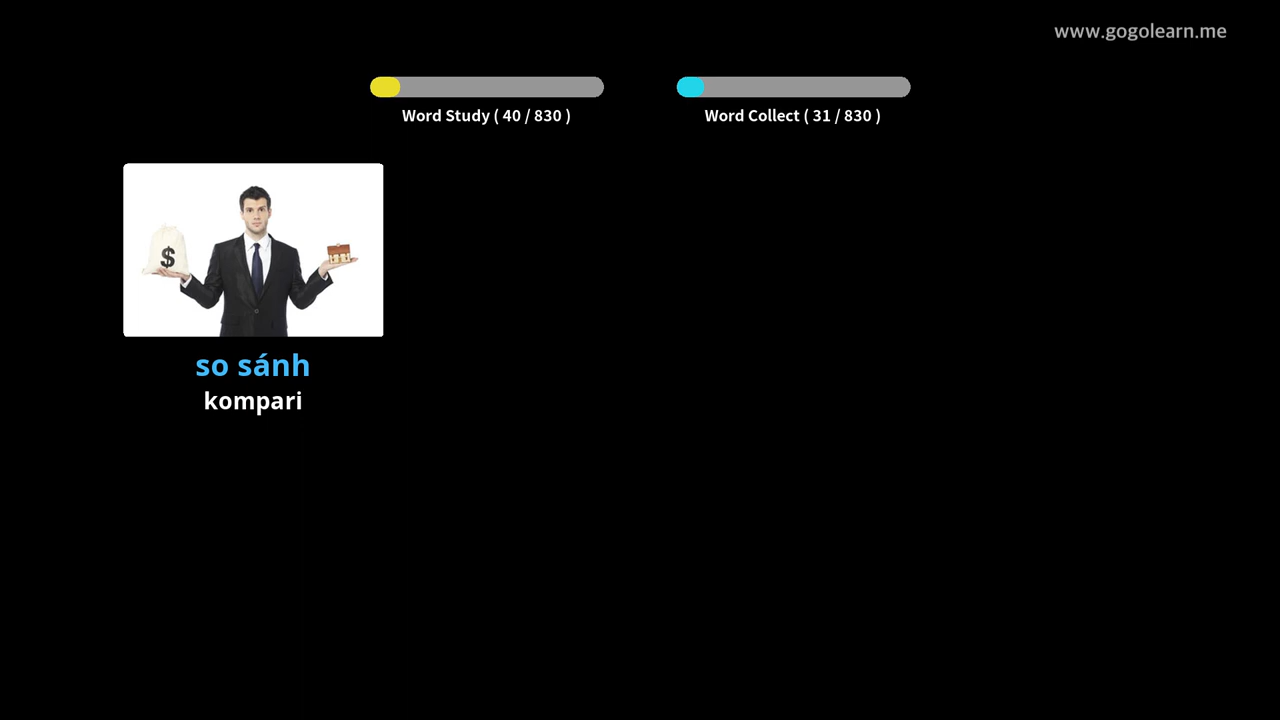 www.gogolearn.me
Word Study ( 40 / 830 )
Word Collect ( 31 / 830 )
$
so sánh
kompari